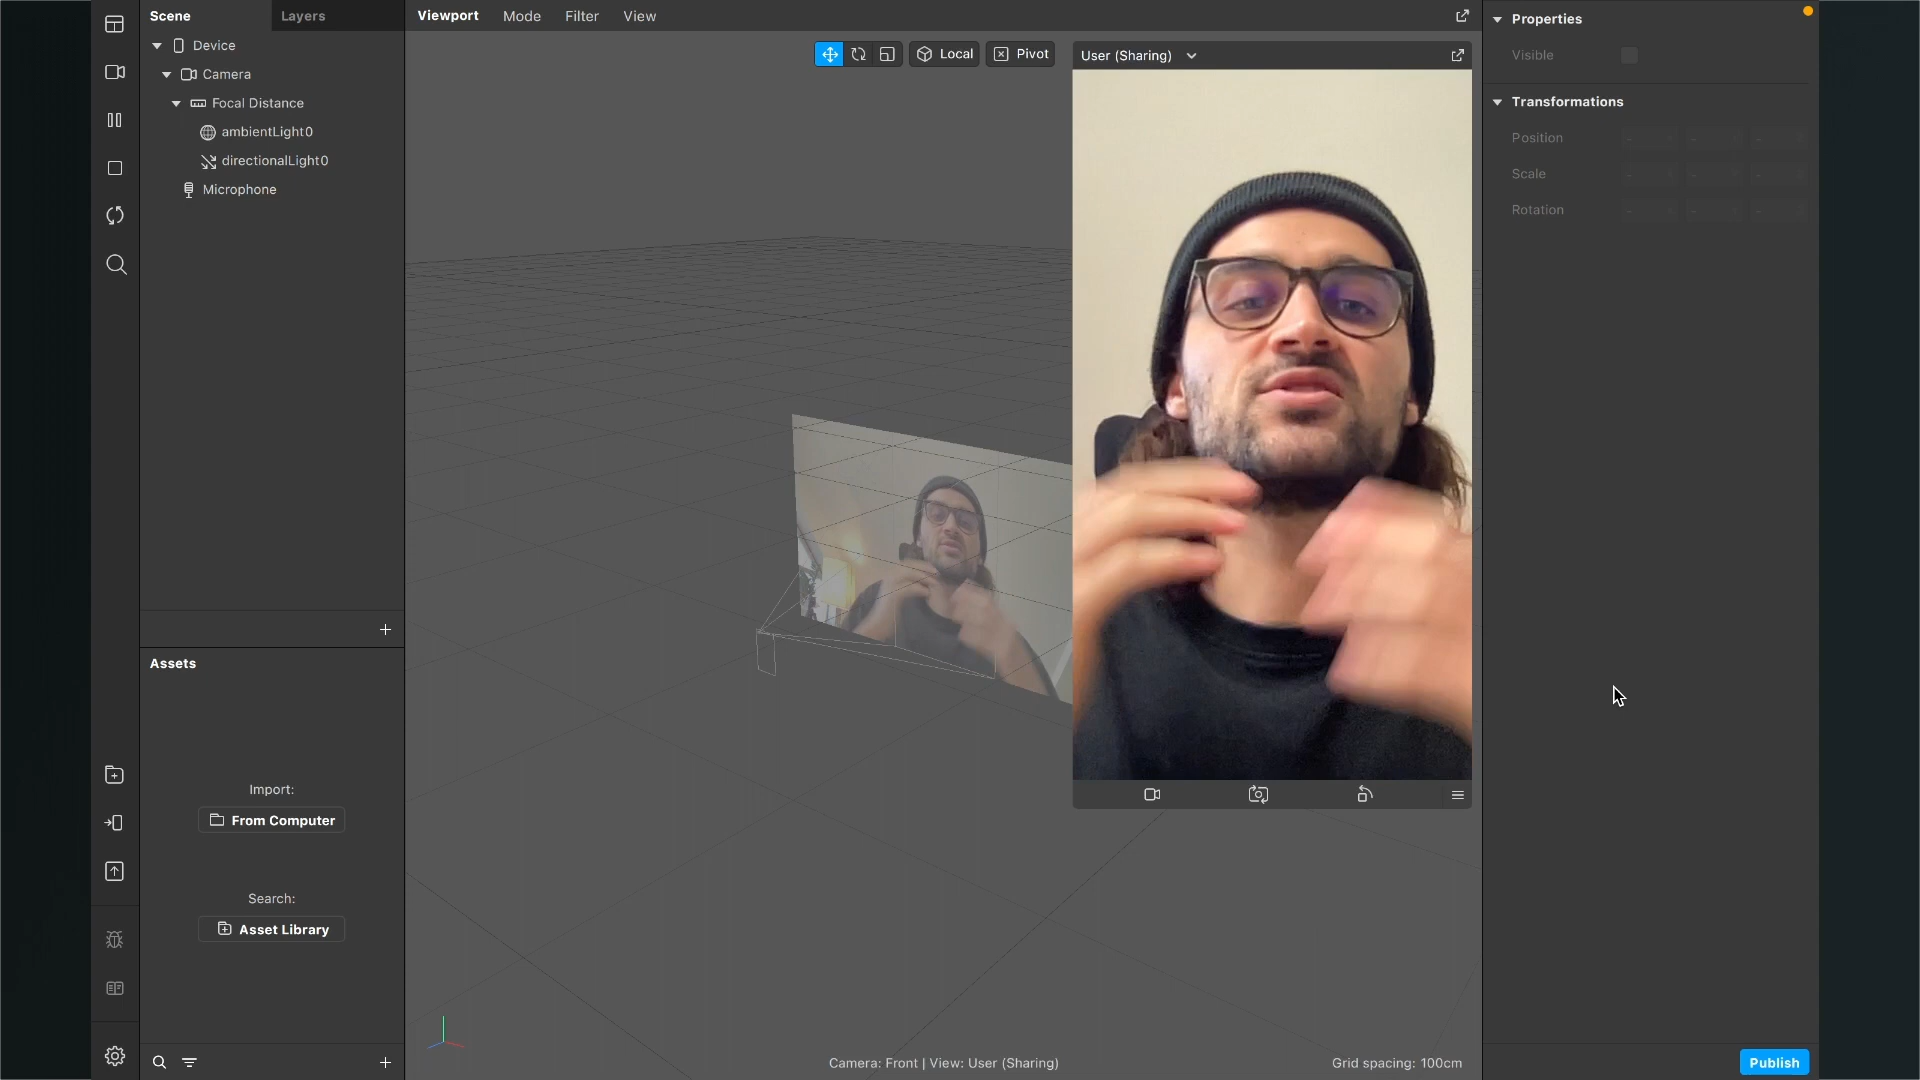 Scene
Layers
Device
Camera
Focal Distance
ambientLight0
directionalLight0
Microphone
Assets
Import:
From Computer
Search:
Asset Library
Viewport
Mode
Filter
View
Local
Pivot
User (Sharing)
Camera: Front | View: User (Sharing)
Grid spacing: 100cm
Properties
Visible
Transformations
Position
Scale
Rotation
Publish